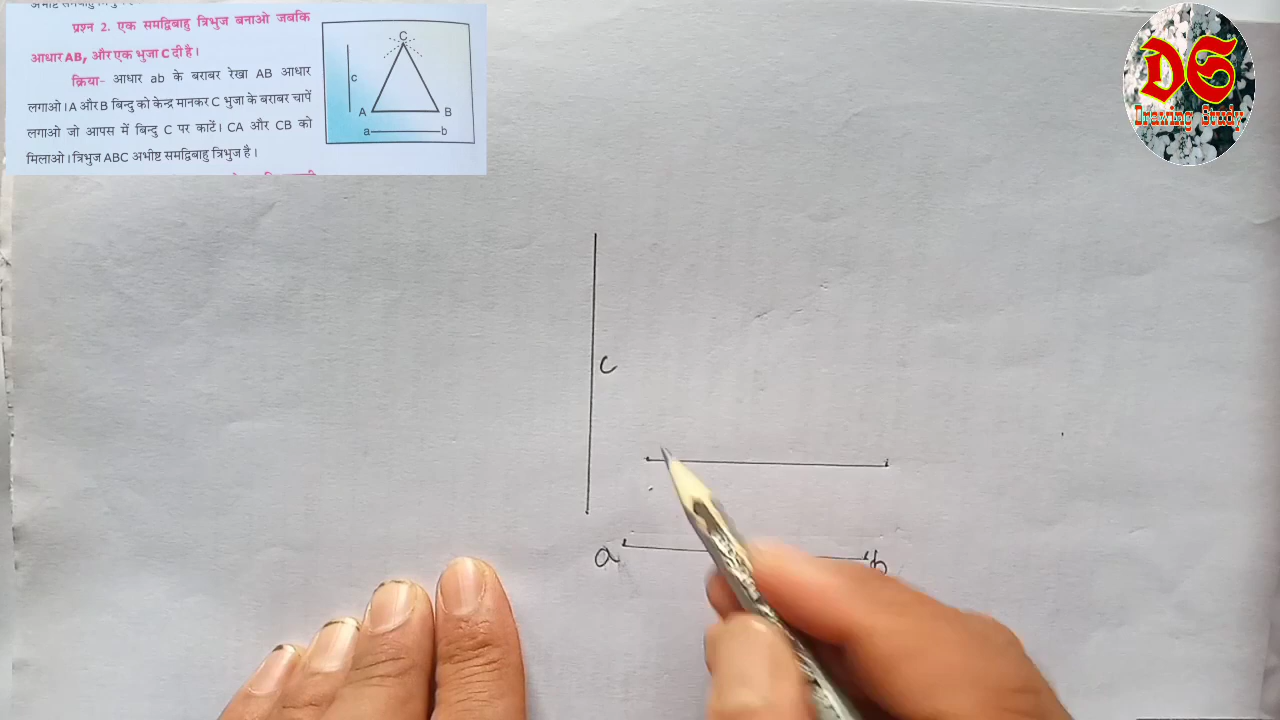 प्रश्न 2. एक समद्विबाहु त्रिभुज बनाओ जबकि
आधार AB, और एक भुजा C दी है।
क्रिया- आधार ab के बराबर रेखा AB आधार
लगाओ। A और B बिन्दु को केन्द्र मानकर C भुजा के बराबर चापें
लगाओ जो आपस में बिन्दु C पर काटें। CA और CB को
मिलाओ। त्रिभुज ABC अभीष्ट समद्विबाहु त्रिभुज है।
C
c
A B
a b
DS
Drawing Study
c
a b